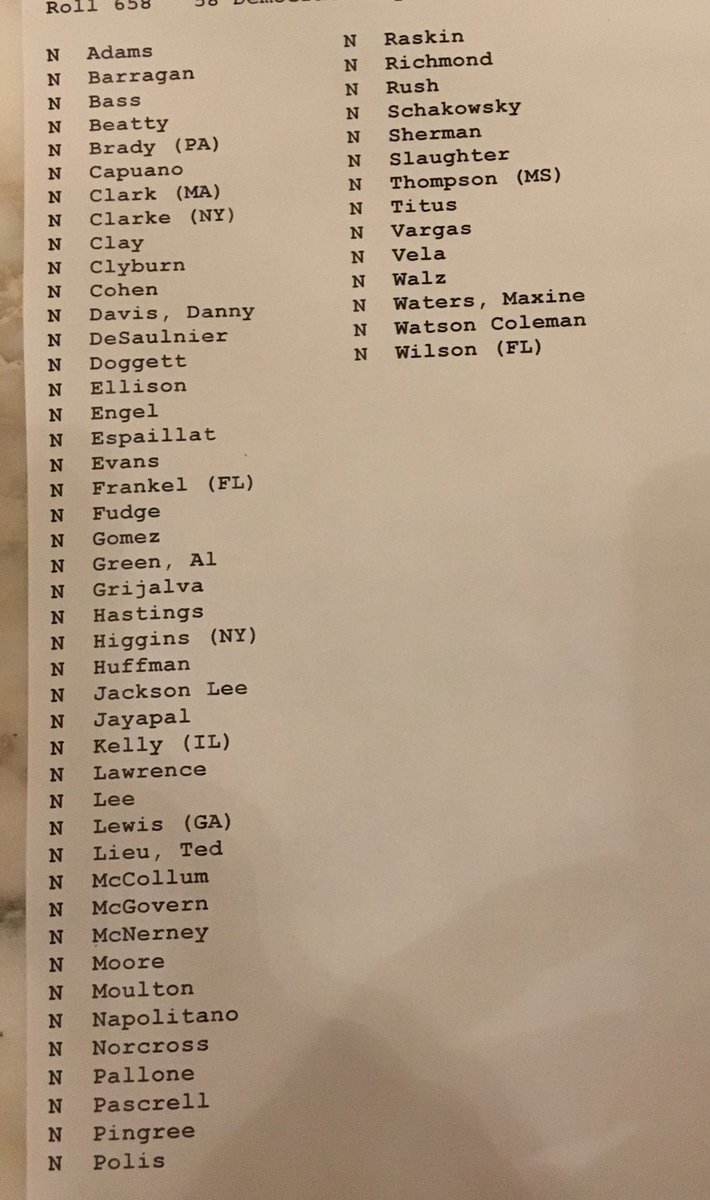 Roll 658 58
N Adams
N Barragan
N Bass
N Beatty
N Brady (PA)
N Capuano
N Clark (MA)
N Clarke (NY)
N Clay
N Clyburn
N Cohen
N Davis, Danny
N DeSaulnier
N Doggett
N Ellison
N Engel
N Espaillat
N Evans
N Frankel (FL)
N Fudge
N Gomez
N Green, Al
N Grijalva
N Hastings
N Higgins (NY)
N Huffman
N Jackson Lee
N Jayapal
N Kelly (IL)
N Lawrence
N Lee
N Lewis (GA)
N Lieu, Ted
N McCollum
N McGovern
N McNerney
N Moore
N Moulton
N Napolitano
N Norcross
N Pallone
N Pascrell
N Pingree
N Polis
N Raskin
N Richmond
N Rush
N Schakowsky
N Sherman
N Slaughter
N Thompson (MS)
N Titus
N Vargas
N Vela
N Walz
N Waters, Maxine
N Watson Coleman
N Wilson (FL)